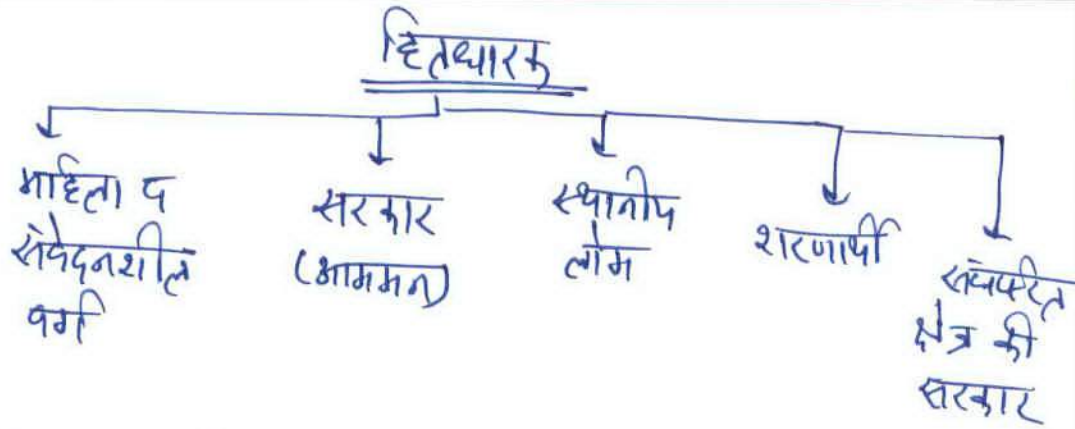 हितधारक
महिला व
संवेदनशील
वर्ग
सरकार
(आगमन)
स्थानीय
लोग
शरणार्थी
संघर्षरत
क्षेत्र की
सरकार